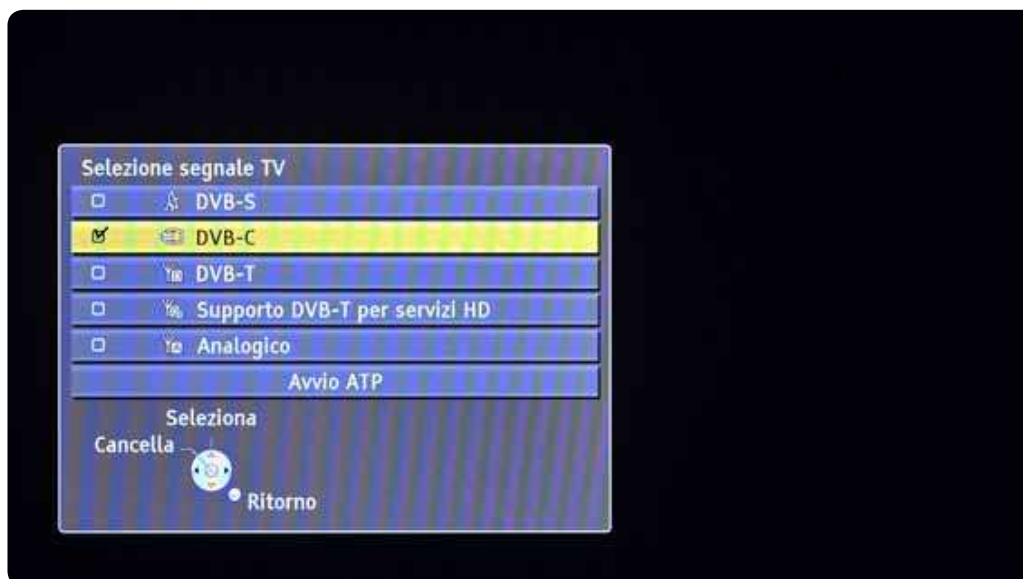 Selezione segnale TV
DVB-S
DVB-C
DVB-T
Supporto DVB-T per servizi HD
Analogico
Avvio ATP
Seleziona
Cancella
Ritorno